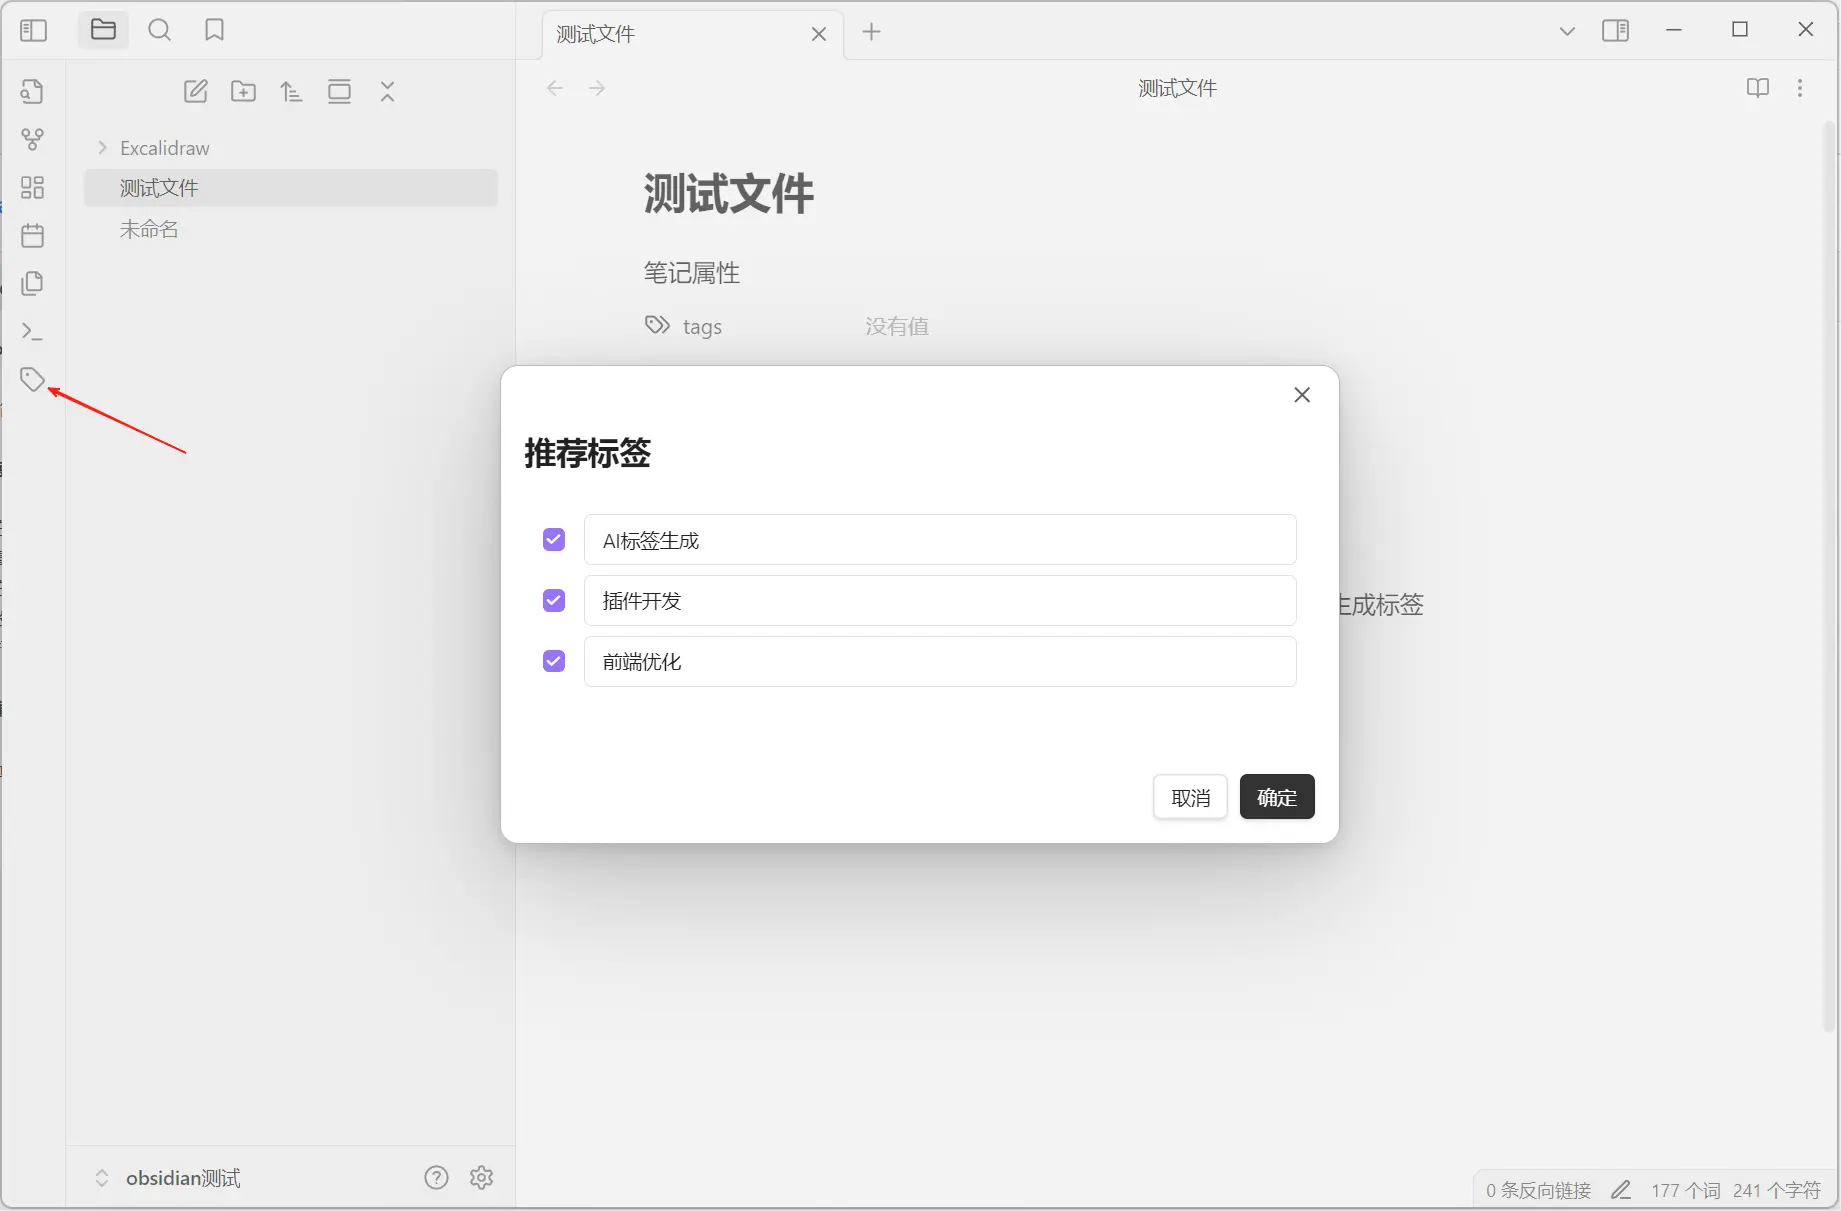 测试文件
测试文件
Excalidraw
测试文件
未命名
测试文件
笔记属性
tags
没有值
推荐标签
AI标签生成
插件开发
前端优化
成标签
取消
确定
obsidian测试
0 条反向链接
177 个词
241 个字符